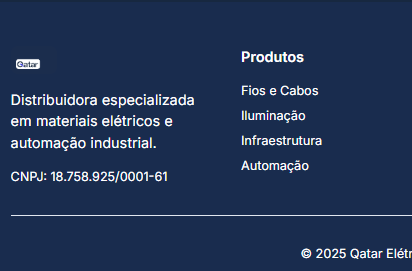 Qatar
Distribuidora especializada
em materiais elétricos e
automação industrial.
CNPJ: 18.758.925/0001-61
Produtos
Fios e Cabos
Iluminação
Infraestrutura
Automação
© 2025 Qatar Elétr